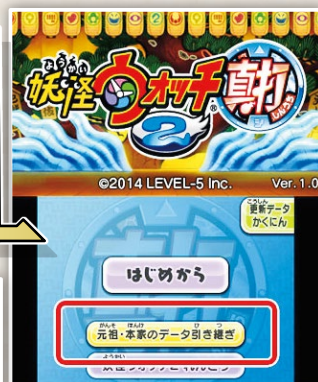 妖怪ウォッチ2真打
©2014 LEVEL-5 Inc. Ver. 1.0
更新データ
かくにん
はじめから
元祖・本家のデータ引き継ぎ